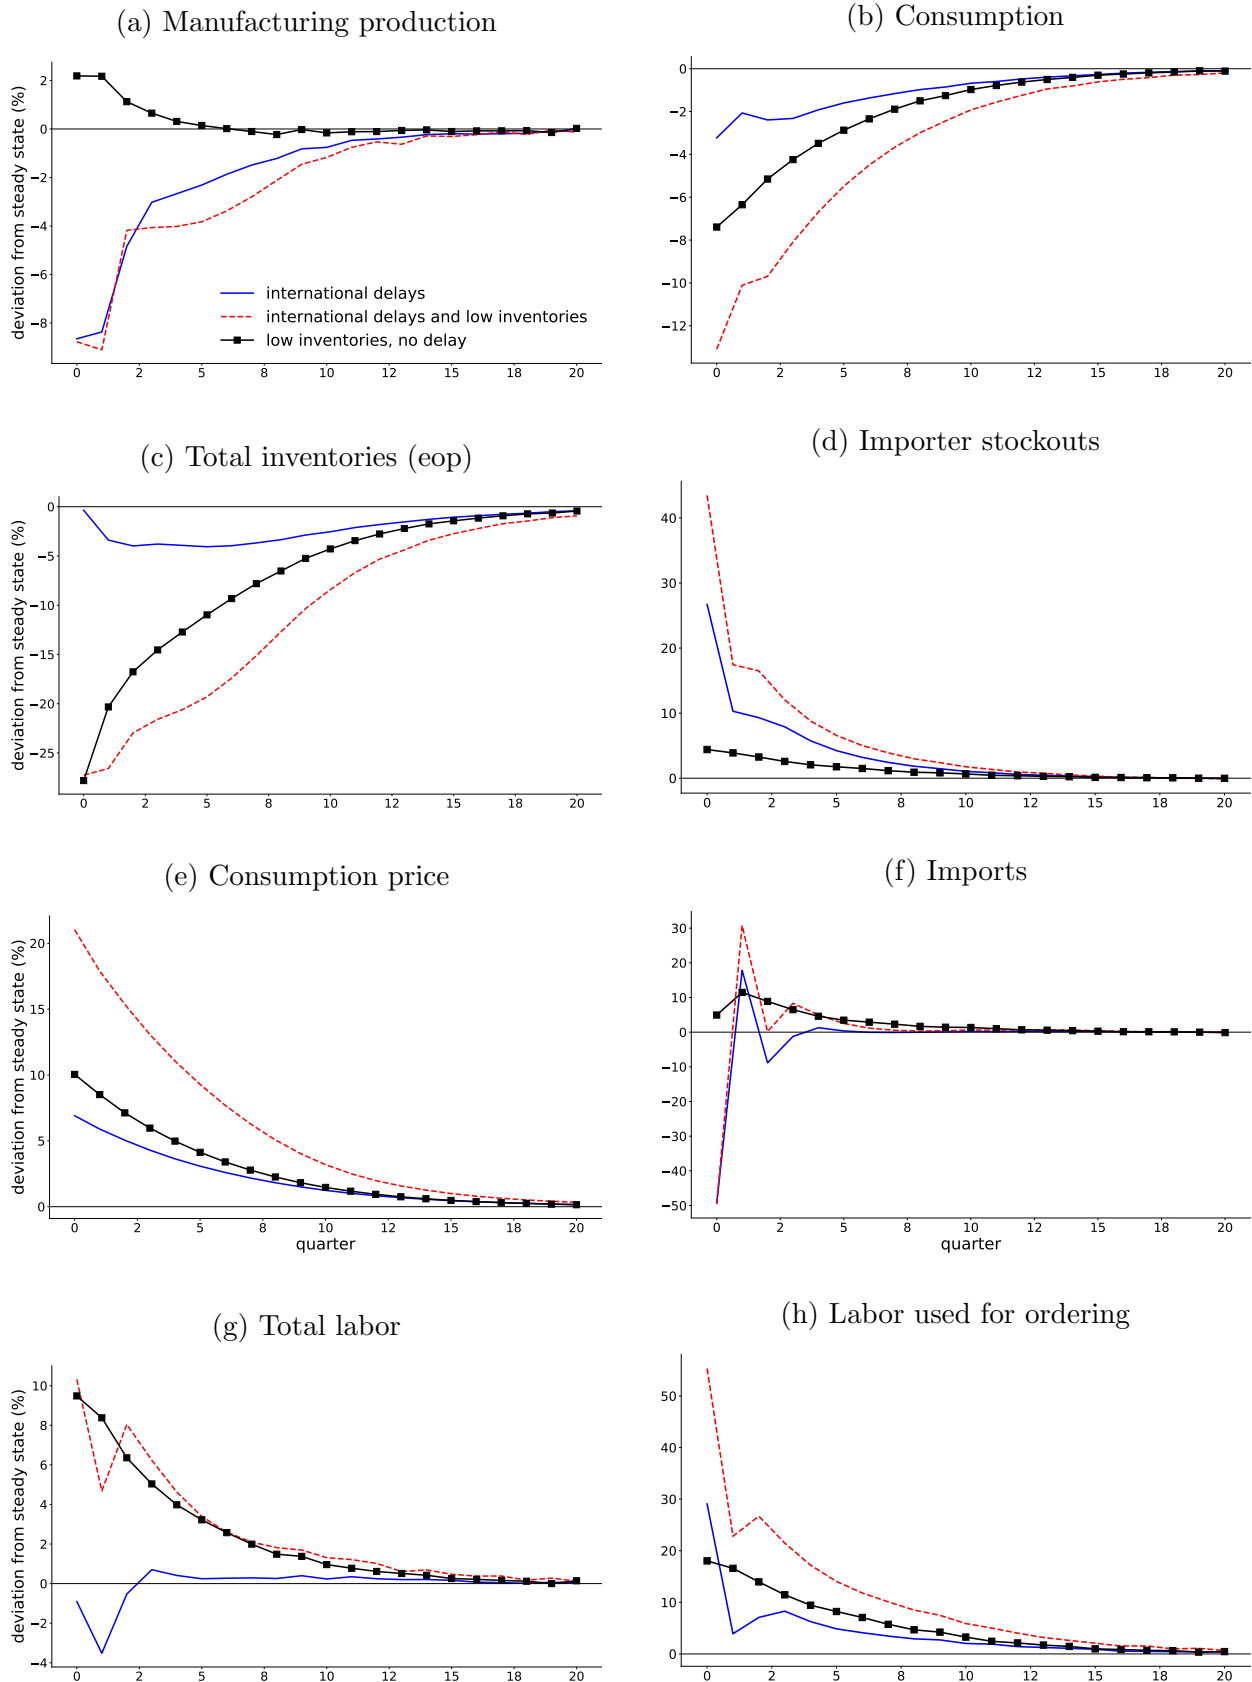 (a) Manufacturing production
deviation from steady state (%)
2
0
−2
−4
−6
−8
international delays
international delays and low inventories
low inventories, no delay
0 2 5 8 10 12 15 18 20
(b) Consumption
0
−2
−4
−6
−8
−10
−12
0 2 5 8 10 12 15 18 20
(c) Total inventories (eop)
deviation from steady state (%)
0
−5
−10
−15
−20
−25
0 2 5 8 10 12 15 18 20
(d) Importer stockouts
40
30
20
10
0
0 2 5 8 10 12 15 18 20
(e) Consumption price
deviation from steady state (%)
20
15
10
5
0
0 2 5 8 10 12 15 18 20
quarter
(f) Imports
30
20
10
0
−10
−20
−30
−40
−50
0 2 5 8 10 12 15 18 20
quarter
(g) Total labor
deviation from steady state (%)
10
8
6
4
2
0
−2
−4
0 2 5 8 10 12 15 18 20
(h) Labor used for ordering
50
40
30
20
10
0
0 2 5 8 10 12 15 18 20